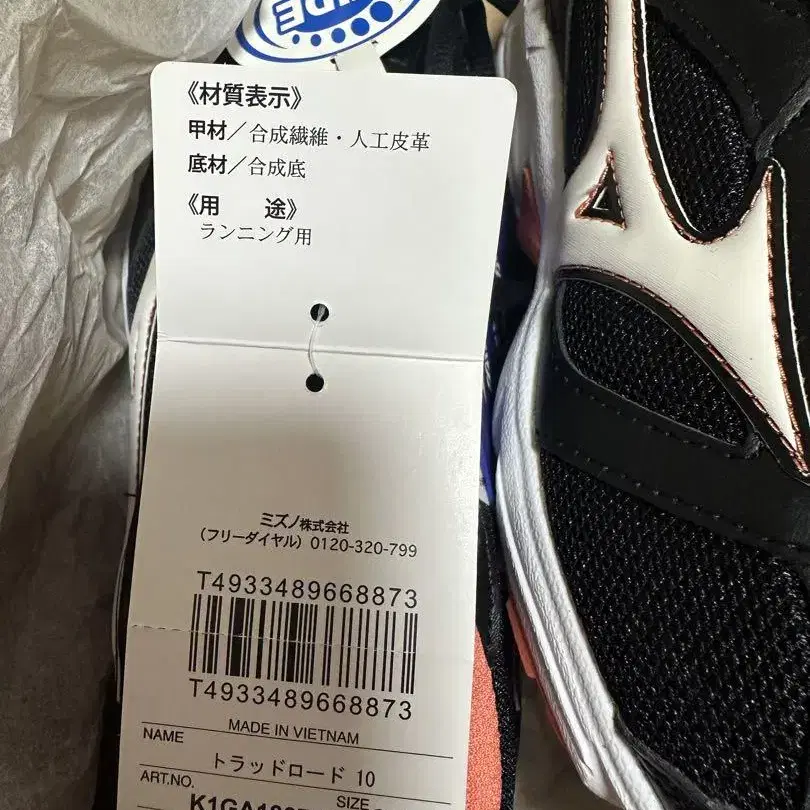 《材質表示》
甲材／合成繊維・人工皮革
底材／合成底
《用　途》
ランニング用
ミズノ株式会社
（フリーダイヤル）0120-320-799
T4933489668873
T4933489668873
MADE IN VIETNAM
NAME
トラッドロード 10
ART.NO.
SIZE